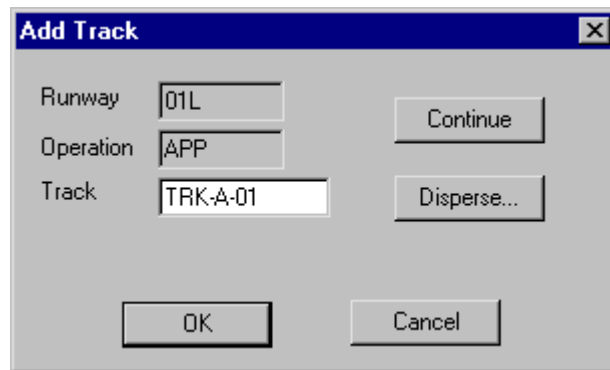 Add Track
Runway 01L
Continue
Operation APP
Track TRK-A-01
Disperse...
OK Cancel